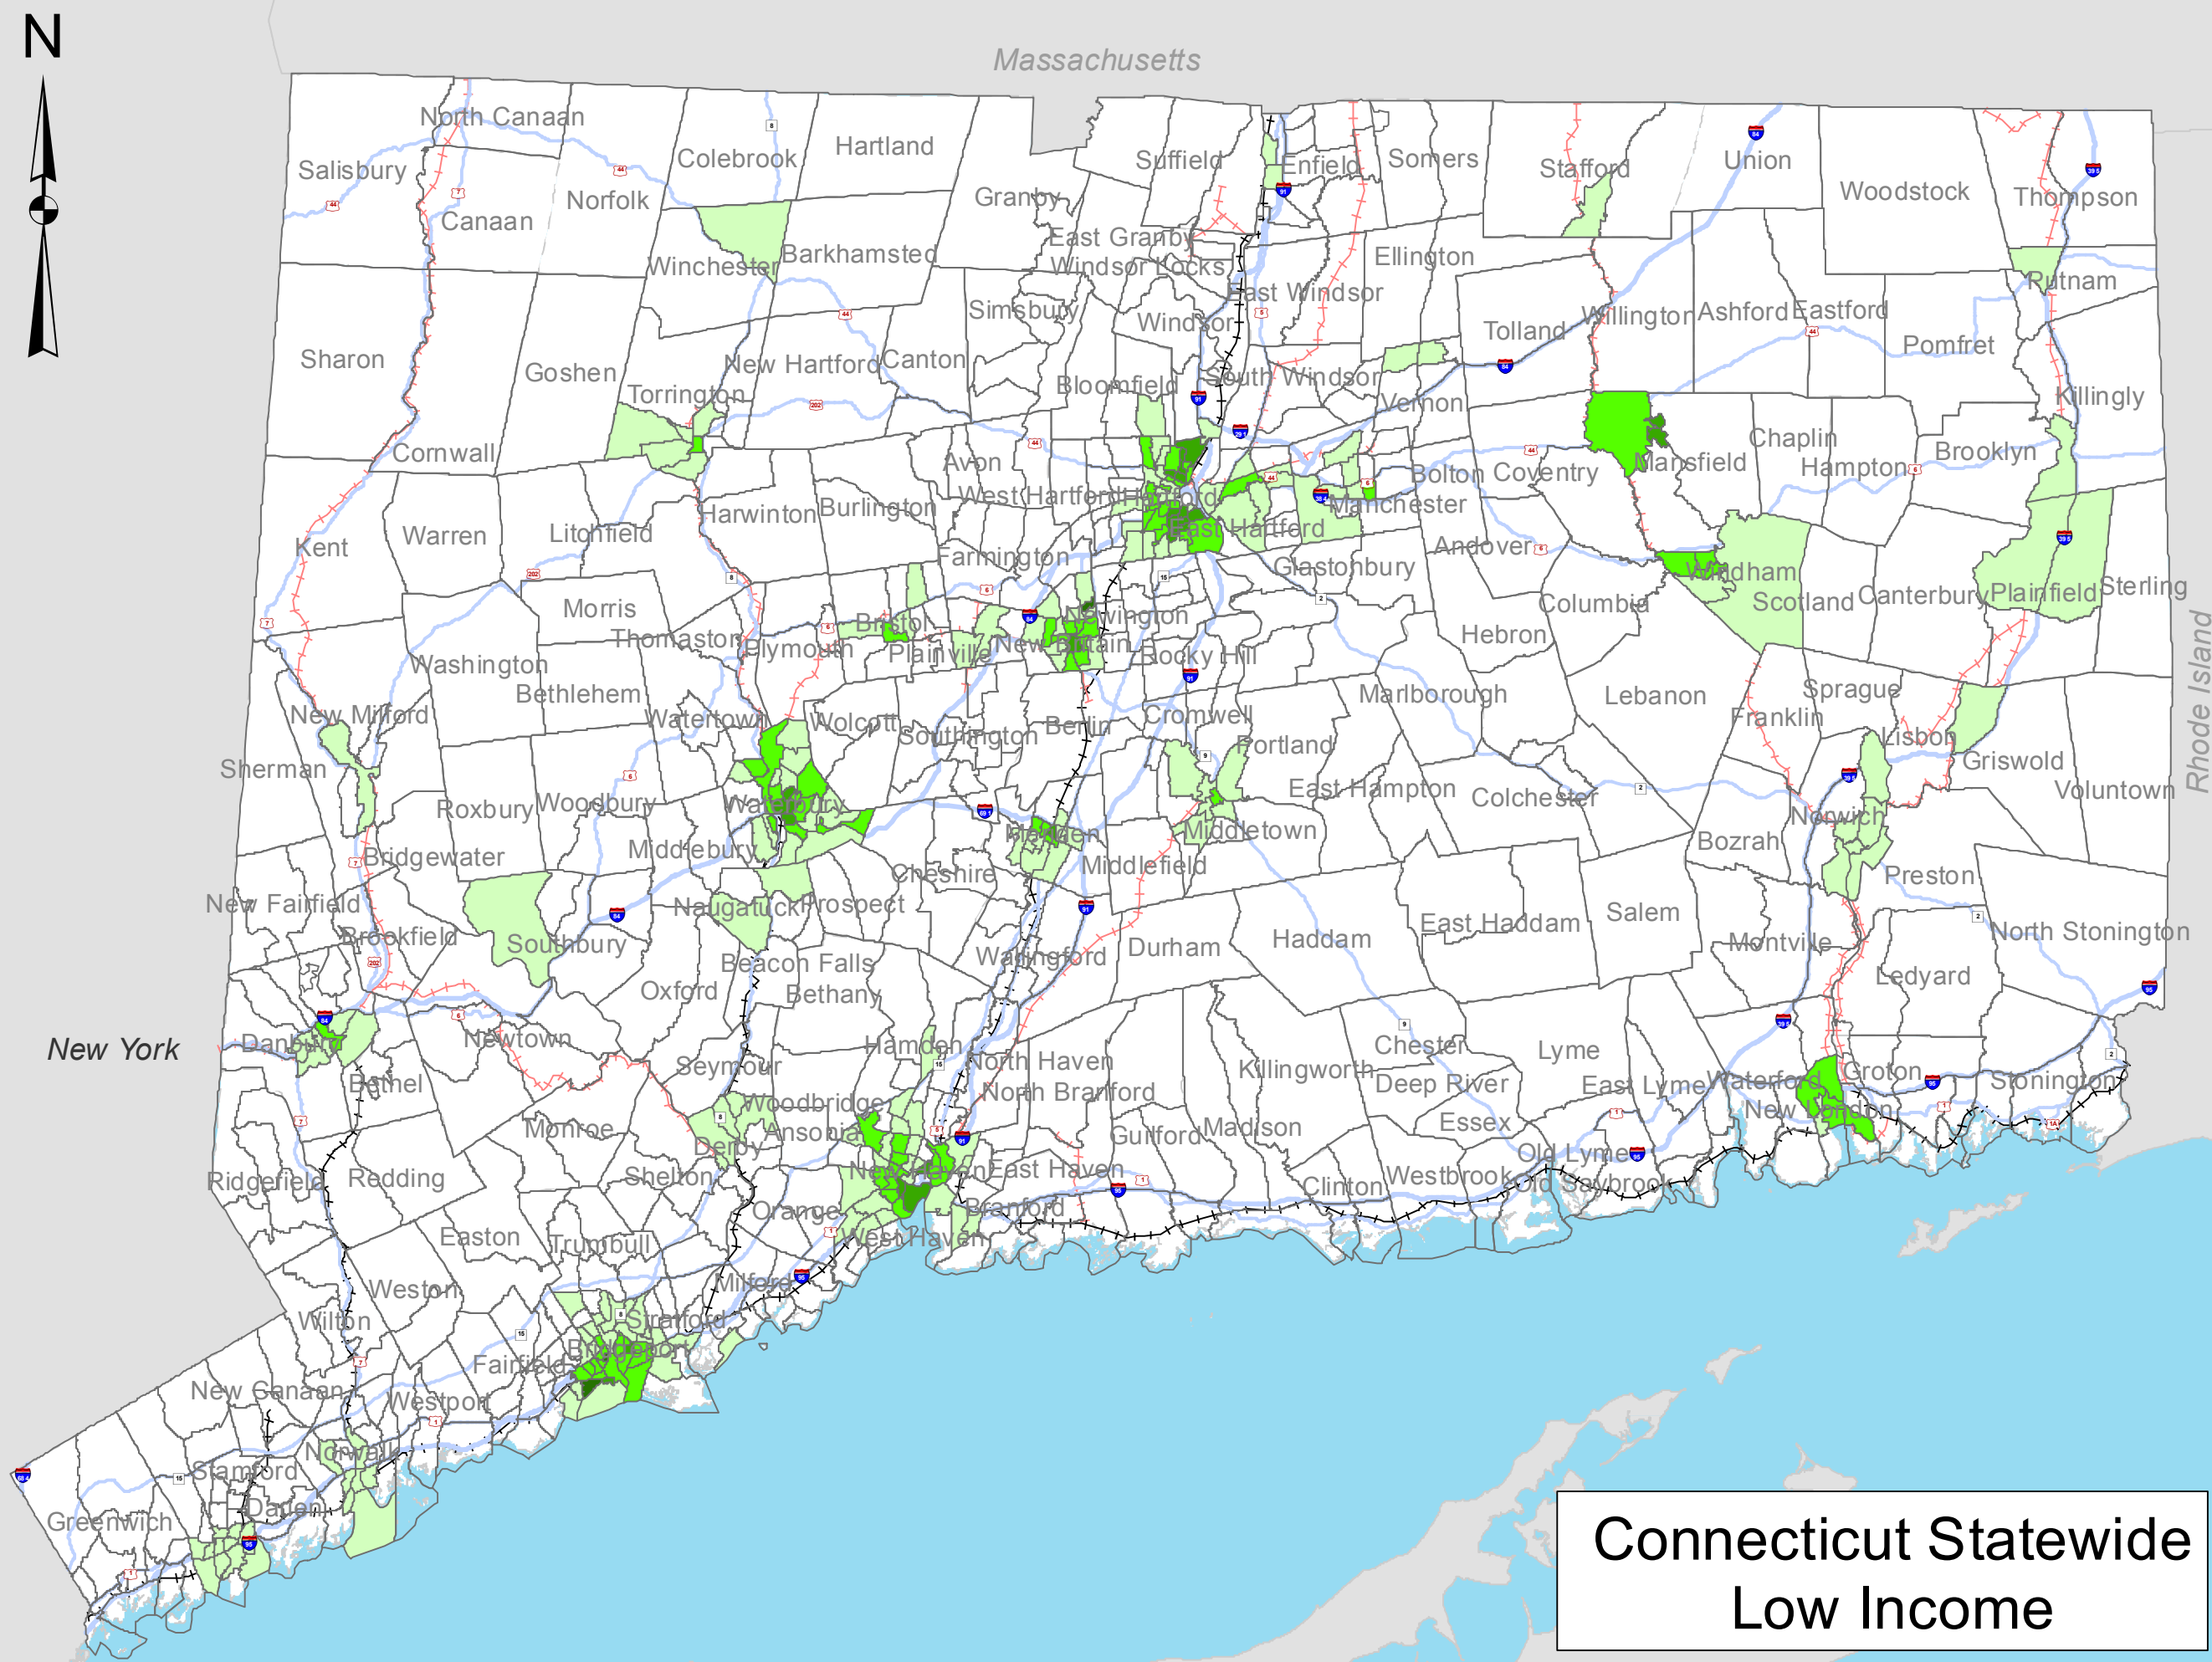 N
Massachusetts
North Canaan
Salisbury
Colebrook
Hartland
Suffield
Enfield
Somers
Stafford
Union
Woodstock
Thompson
Norfolk
Granby
Canaan
East Granby
Winchester
Barkhamsted
Windsor Locks
Ellington
Putnam
East Windsor
Simsbury
Windsor
Willington
Ashford
Eastford
Tolland
Pomfret
Sharon
Goshen
New Hartford
Canton
Bloomfield
South Windsor
Torrington
Vernon
Killingly
Cornwall
Avon
Chaplin
Brooklyn
Mansfield
Hampton
Bolton
Coventry
West Hartford
Hartford
Manchester
Harwinton
Burlington
East Hartford
Kent
Warren
Litchfield
Farmington
Andover
Glastonbury
Windham
Morris
Columbia
Scotland
Canterbury
Plainfield
Sterling
Bristol
Newington
Hebron
Thomaston
Plymouth
Plainville
New Britain
Rocky Hill
Washington
Bethlehem
Marlborough
Lebanon
Sprague
Rhode Island
New Milford
Watertown
Wolcott
Southington
Berlin
Cromwell
Franklin
Portland
Lisbon
Griswold
Sherman
Roxbury
Woodbury
Waterbury
East Hampton
Colchester
Voluntown
Norwich
Meriden
Middletown
Bozrah
Middlebury
Bridgewater
Middlefield
Cheshire
Preston
New Fairfield
Naugatuck
Prospect
Salem
East Haddam
Brookfield
Southbury
Wallingford
Durham
Haddam
Montville
North Stonington
Beacon Falls
Oxford
Bethany
Ledyard
New York
Danbury
Newtown
Hamden
Seymour
North Haven
Killingworth
Chester
Lyme
Groton
Bethel
Deep River
East Lyme
Waterford
Stonington
Woodbridge
North Branford
Essex
New London
Monroe
Ansonia
Derby
Guilford
Madison
Ridgefield
Redding
Shelton
New Haven
East Haven
Clinton
Westbrook
Old Lyme
Old Saybrook
Orange
Branford
Easton
Trumbull
West Haven
Weston
Milford
Wilton
Stratford
Bridgeport
Fairfield
New Canaan
Westport
Norwalk
Stamford
Darien
Greenwich
Connecticut Statewide
Low Income